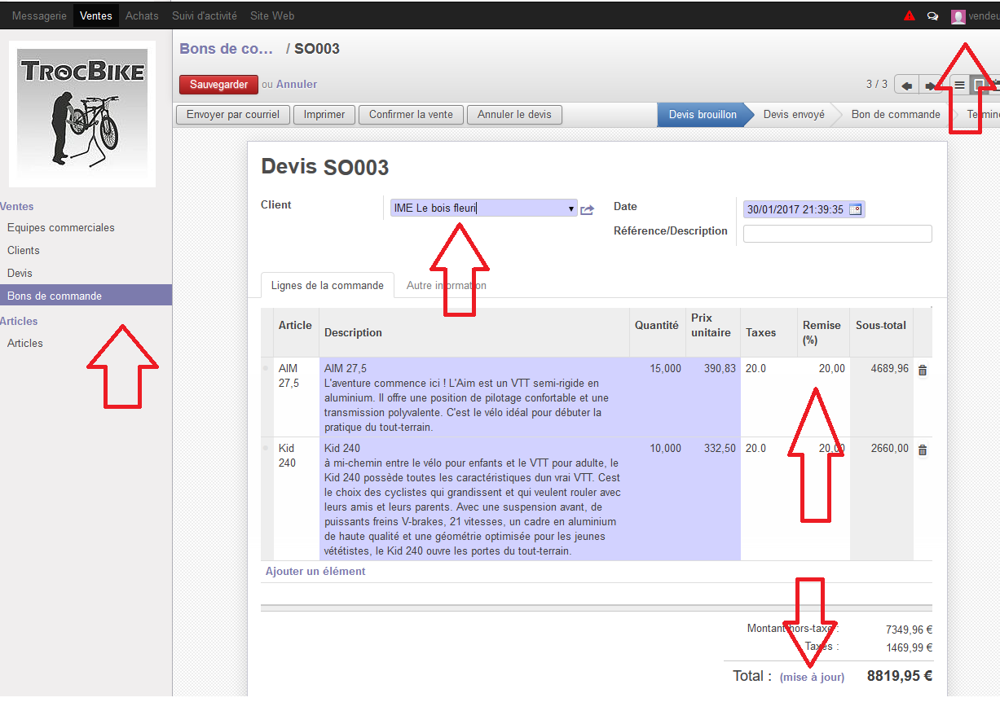 Messagerie Ventes Achats Suivi d'activité Site Web vendeu
TROCBIKE
Bons de co... / SO003
Sauvegarder ou Annuler
3 / 3
Envoyer par courriel Imprimer Confirmer la vente Annuler le devis
Devis brouillon Devis envoyé Bon de commande Terminé
Ventes
Equipes commerciales
Clients
Devis
Bons de commande
Articles
Articles
Devis SO003
Client IME Le bois fleuri Date 30/01/2017 21:39:35
Référence/Description
Lignes de la commande Autre information
Article Description Quantité Prix unitaire Taxes Remise (%) Sous-total
AIM 27,5 AIM 27,5 15,000 390,83 20.0 20,00 4689,96
L'aventure commence ici ! L'Aim est un VTT semi-rigide en
aluminium. Il offre une position de pilotage confortable et une
transmission polyvalente. C'est le vélo idéal pour débuter la
pratique du tout-terrain.
Kid 240 Kid 240 10,000 332,50 20.0 20,00 2660,00
à mi-chemin entre le vélo pour enfants et le VTT pour adulte, le
Kid 240 possède toutes les caractéristiques dun vrai VTT. Cest
le choix des cyclistes qui grandissent et qui veulent rouler avec
leurs amis et leurs parents. Avec une suspension avant, de
puissants freins V-brakes, 21 vitesses, un cadre en aluminium
de haute qualité et une géométrie optimisée pour les jeunes
vététistes, le Kid 240 ouvre les portes du tout-terrain.
Ajouter un élément
Montant hors-taxe : 7349,96 €
Taxes : 1469,99 €
Total : (mise à jour) 8819,95 €